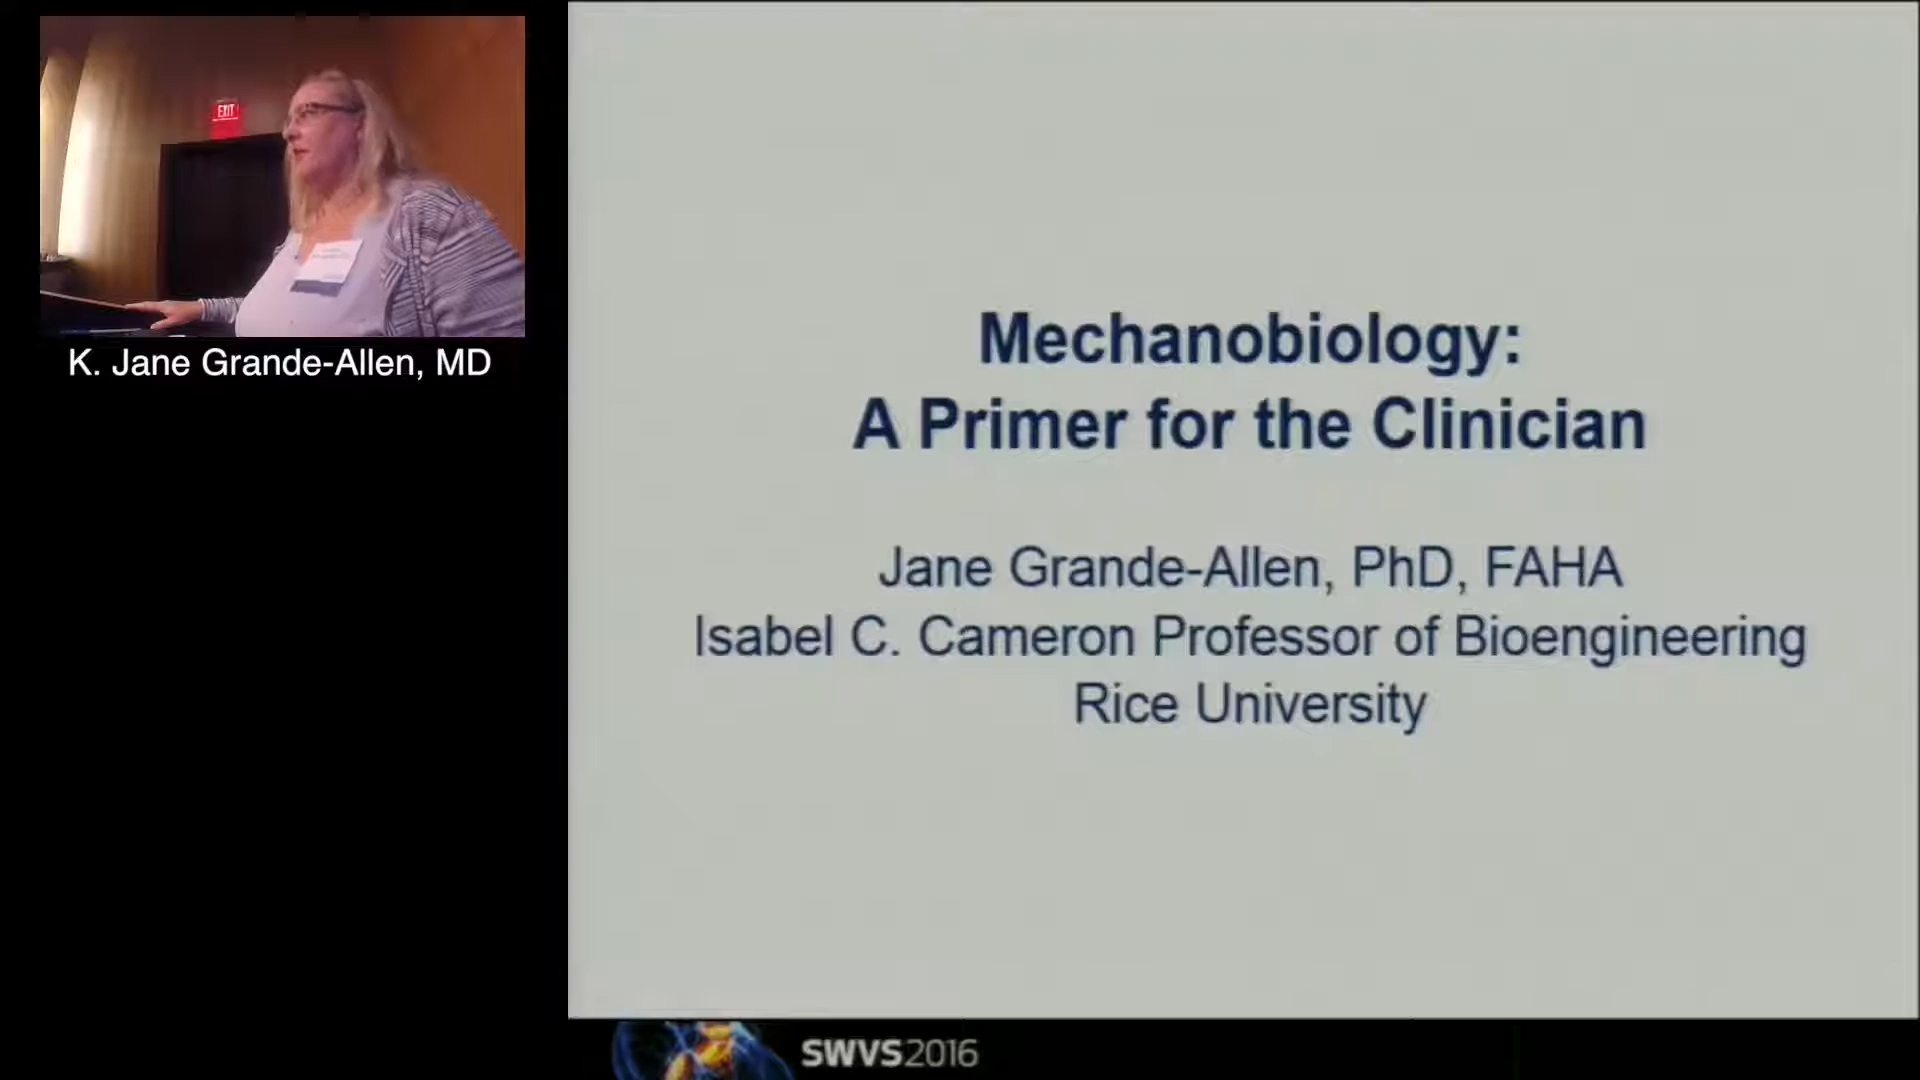 EXIT
K. Jane Grande-Allen, MD
Mechanobiology:
A Primer for the Clinician
Jane Grande-Allen, PhD, FAHA
Isabel C. Cameron Professor of Bioengineering
Rice University
SWVS2016